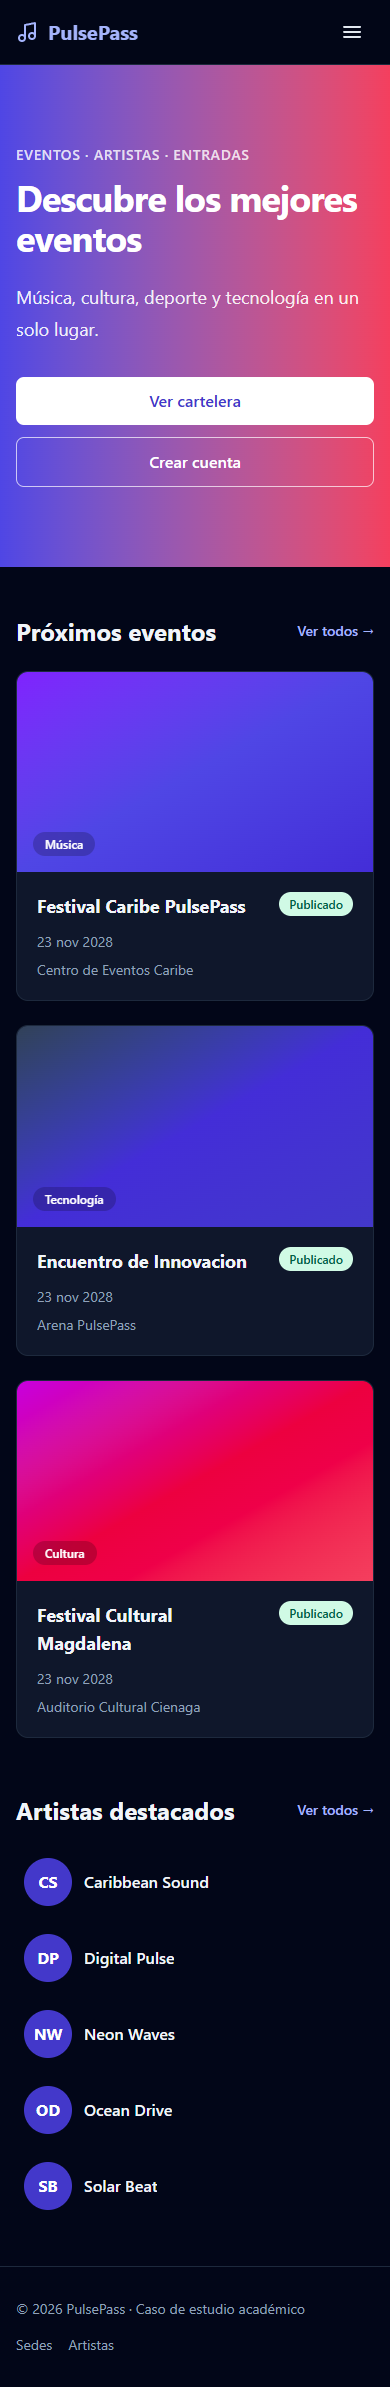 PulsePass
EVENTOS · ARTISTAS · ENTRADAS
Descubre los mejores
eventos
Música, cultura, deporte y tecnología en un
solo lugar.
Ver cartelera
Crear cuenta
Próximos eventos
Ver todos →
Música
Festival Caribe PulsePass
Publicado
23 nov 2028
Centro de Eventos Caribe
Tecnología
Encuentro de Innovacion
Publicado
23 nov 2028
Arena PulsePass
Cultura
Festival Cultural
Magdalena
Publicado
23 nov 2028
Auditorio Cultural Cienaga
Artistas destacados
Ver todos →
CS
Caribbean Sound
DP
Digital Pulse
NW
Neon Waves
OD
Ocean Drive
SB
Solar Beat
© 2026 PulsePass · Caso de estudio académico
Sedes
Artistas